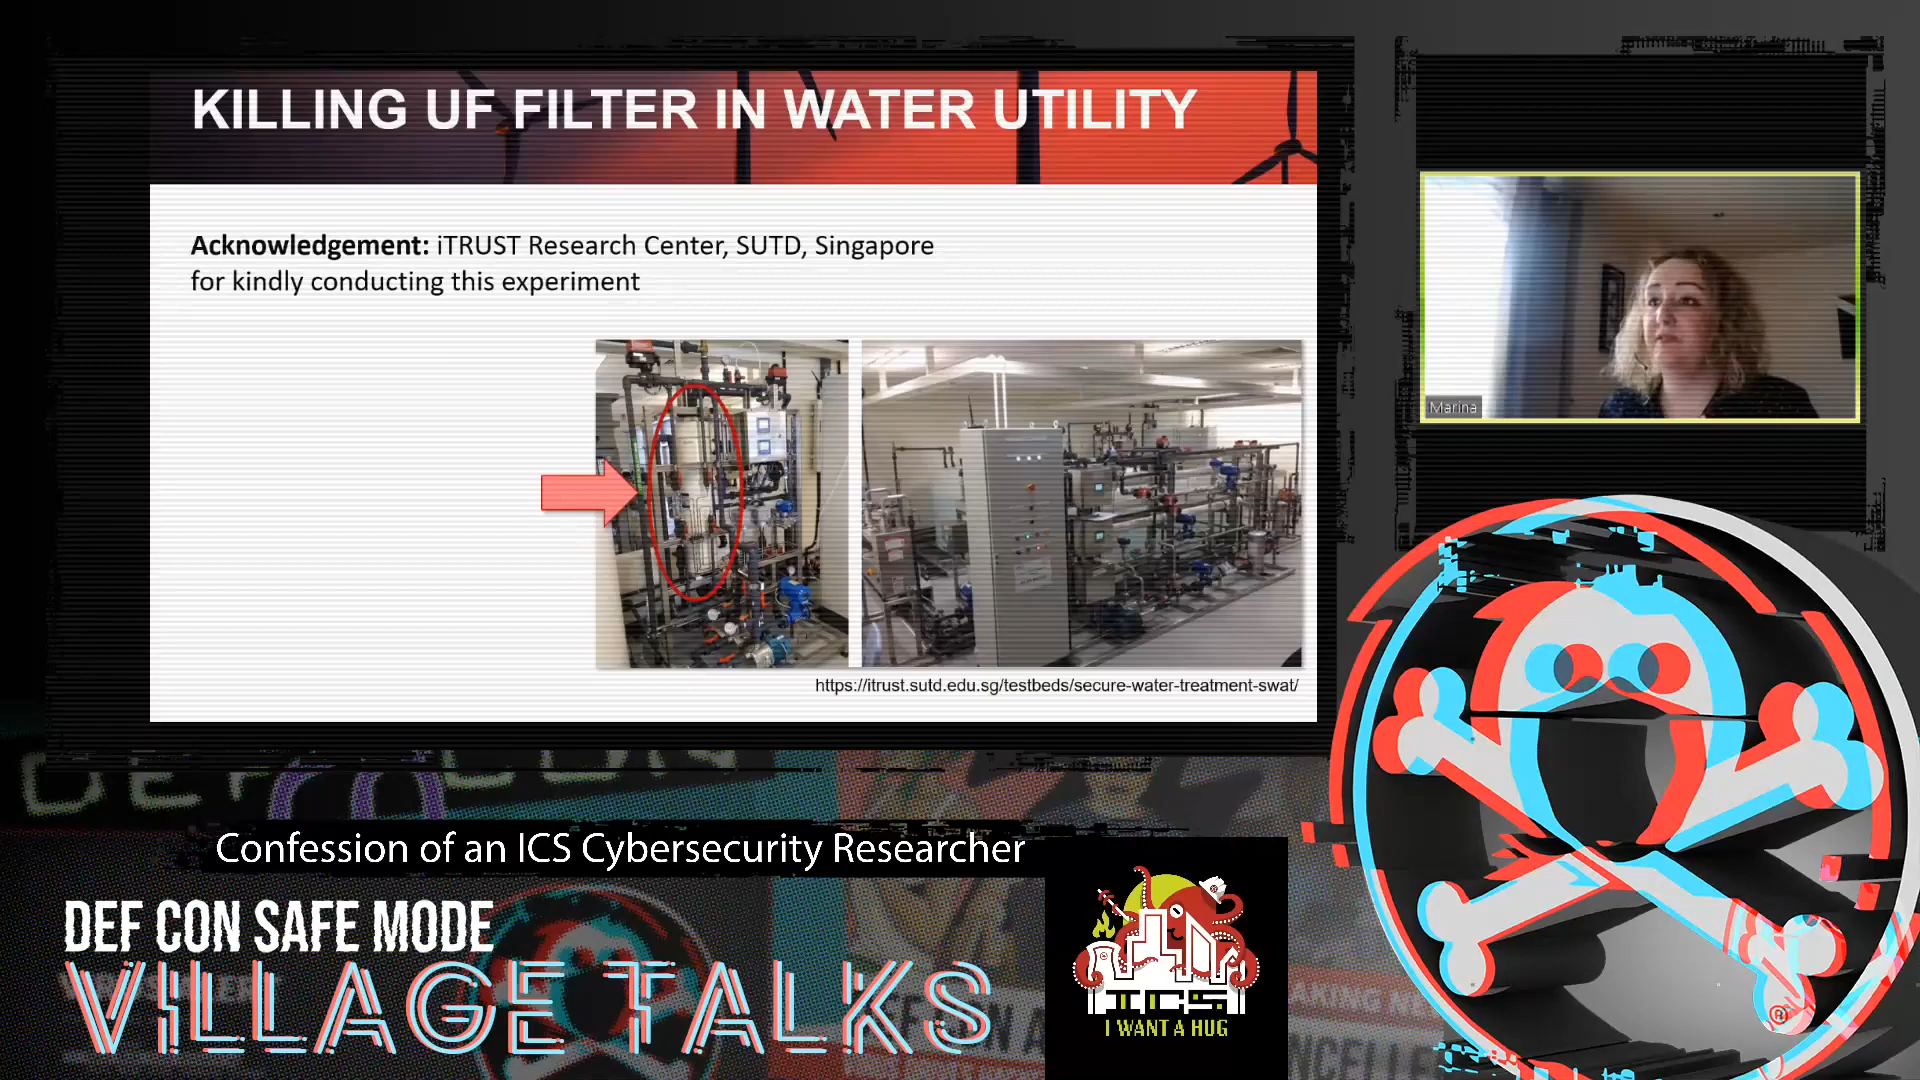 KILLING UF FILTER IN WATER UTILITY
Acknowledgement: iTRUST Research Center, SUTD, Singapore
for kindly conducting this experiment
https://itrust.sutd.edu.sg/testbeds/secure-water-treatment-swat/
Marina
Confession of an ICS Cybersecurity Researcher
DEF CON SAFE MODE
VILLAGE TALKS
ICS
I WANT A HUG
®